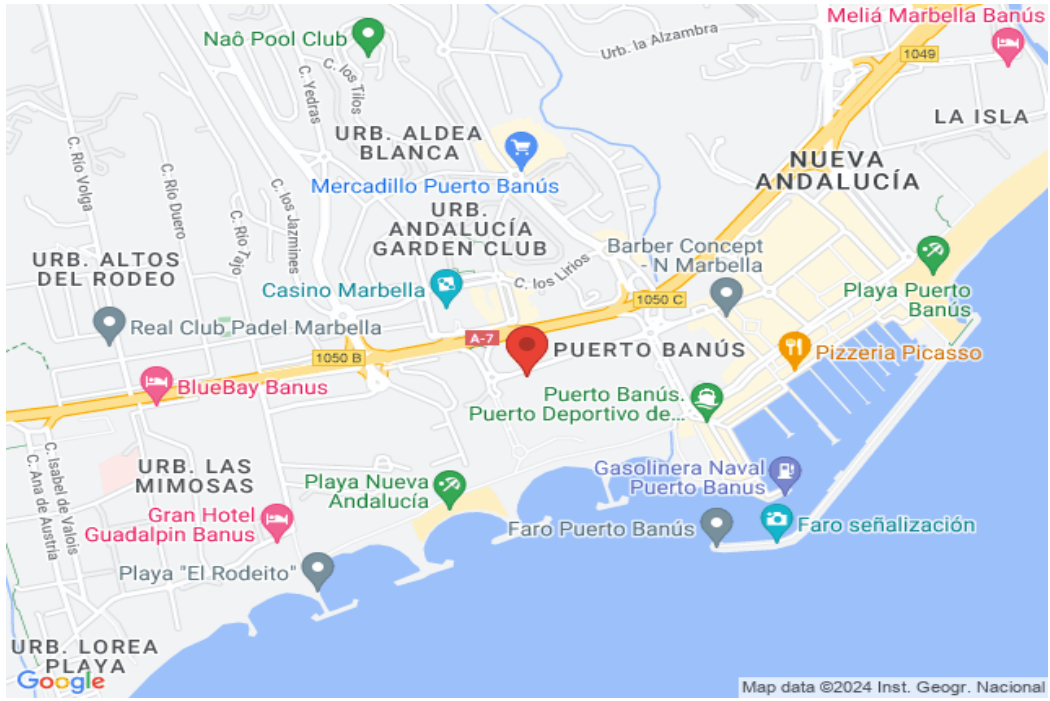 Meliá Marbella Banús
Naô Pool Club
Urb. la Alzambra
1049
C. Yedras
C. los Tilos
LA ISLA
URB. ALDEA
BLANCA
NUEVA
ANDALUCÍA
C. Río Volga
C. Río Duero
C. Río Tajo
C. los Jazmines
Mercadillo Puerto Banús
URB.
ANDALUCÍA
GARDEN CLUB
Barber Concept
- N Marbella
URB. ALTOS
DEL RODEO
C. los Lirios
Casino Marbella
Playa Puerto
Banús
1050 C
Real Club Padel Marbella
A-7
1050 B
PUERTO BANÚS
Pizzeria Picasso
BlueBay Banus
Puerto Banús.
Puerto Deportivo de...
C. Isabel de Valois
C. Ana de Austria
URB. LAS
MIMOSAS
Playa Nueva
Andalucía
Gasolinera Naval
Puerto Banus
Gran Hotel
Guadalpin Banus
Faro Puerto Banús
Faro señalización
Playa "El Rodeito"
URB. LOREA
PLAYA
Google
Map data ©2024 Inst. Geogr. Nacional